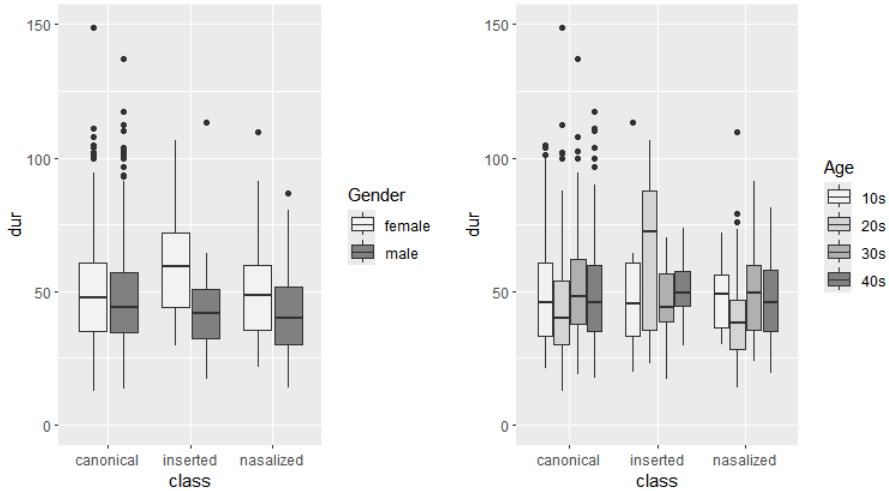 150
100
50
0
dur
canonical inserted nasalized
class
Gender
female
male
150
100
50
0
dur
canonical inserted nasalized
class
Age
10s
20s
30s
40s